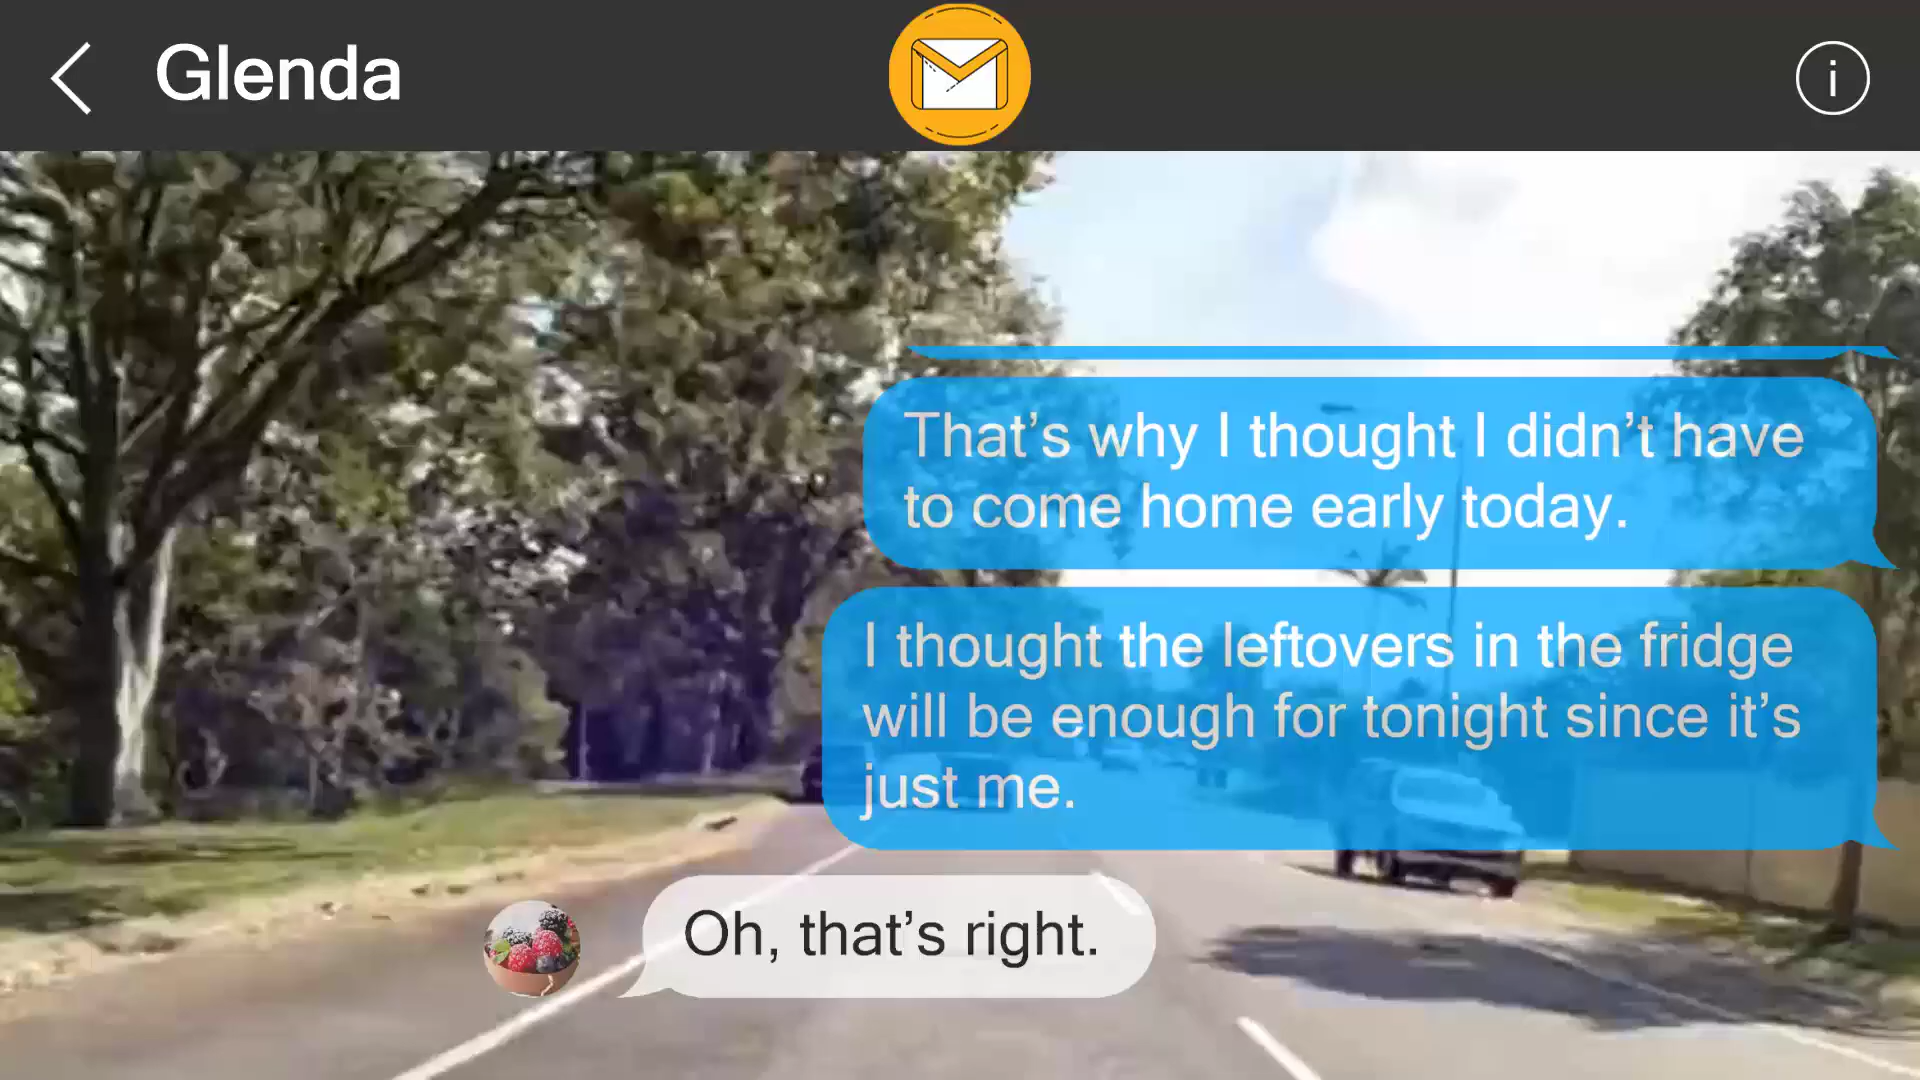 Glenda
i
That’s why I thought I didn’t have
to come home early today.
I thought the leftovers in the fridge
will be enough for tonight since it’s
just me.
Oh, that’s right.